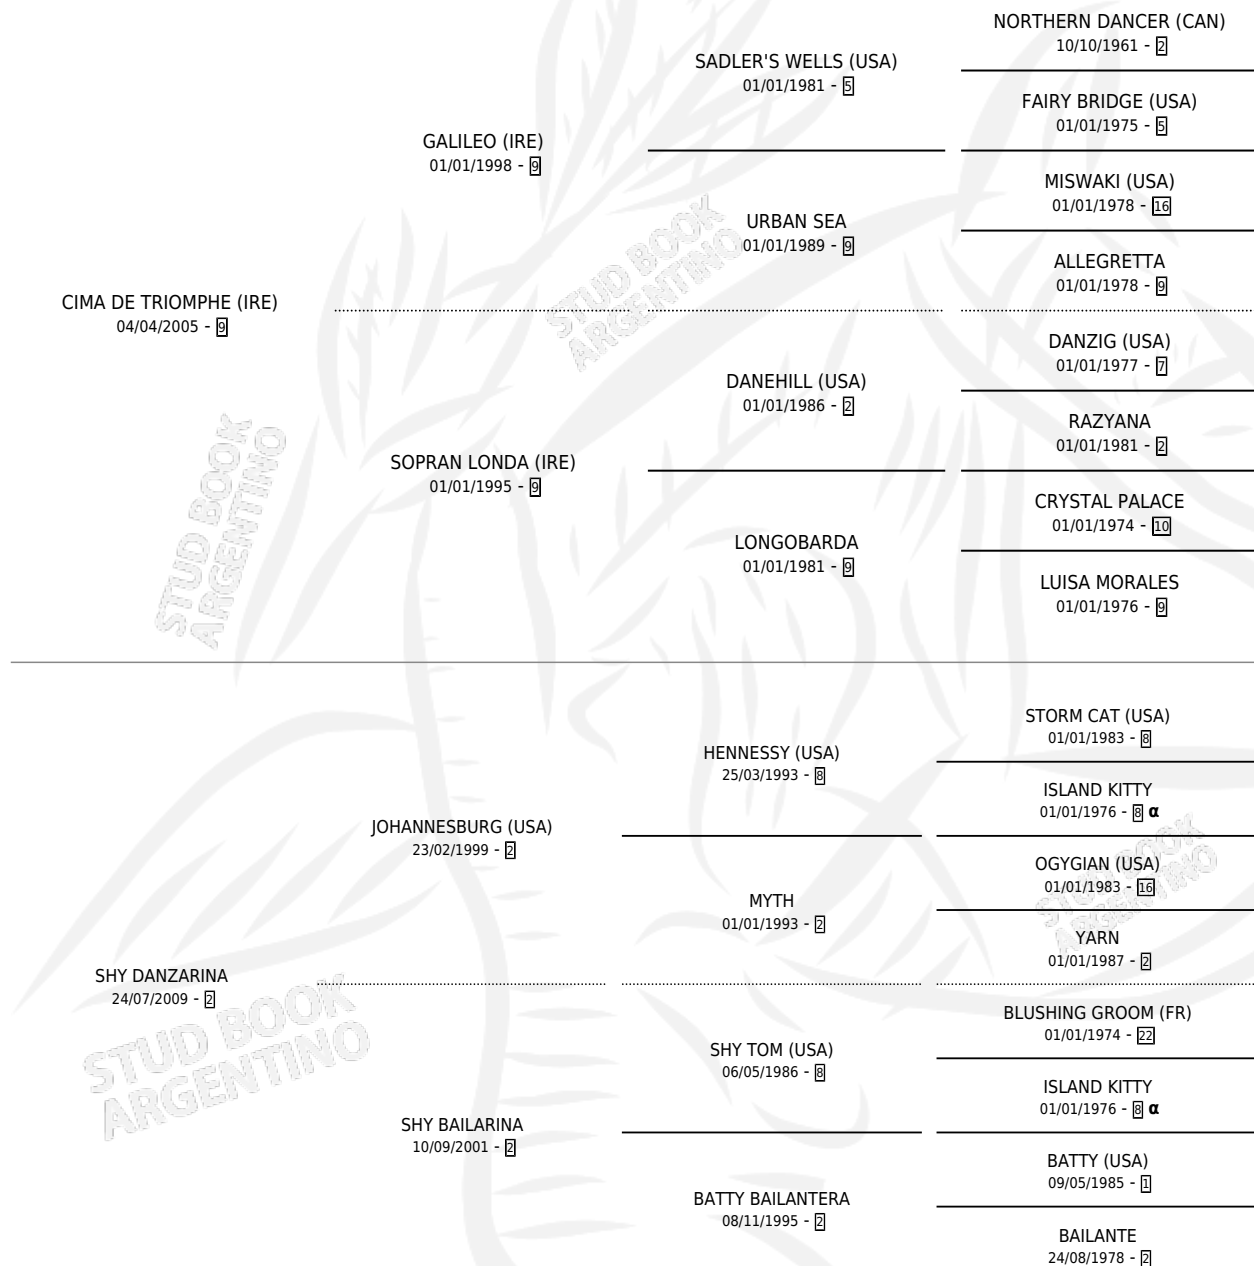 NORTHERN DANCER (CAN)
10/10/1961 - 2
SADLER'S WELLS (USA)
01/01/1981 - 5
FAIRY BRIDGE (USA)
01/01/1975 - 5
GALILEO (IRE)
01/01/1998 - 9
MISWAKI (USA)
01/01/1978 - 16
URBAN SEA
01/01/1989 - 9
ALLEGRETTA
01/01/1978 - 9
CIMA DE TRIOMPHE (IRE)
04/04/2005 - 9
DANZIG (USA)
01/01/1977 - 7
DANEHILL (USA)
01/01/1986 - 2
RAZYANA
01/01/1981 - 2
SOPRAN LONDA (IRE)
01/01/1995 - 9
CRYSTAL PALACE
01/01/1974 - 10
LONGOBARDA
01/01/1981 - 9
LUISA MORALES
01/01/1976 - 9
STORM CAT (USA)
01/01/1983 - 8
HENNESSY (USA)
25/03/1993 - 8
ISLAND KITTY
01/01/1976 - 8 α
JOHANNESBURG (USA)
23/02/1999 - 2
OGYGIAN (USA)
01/01/1983 - 16
MYTH
01/01/1993 - 2
YARN
01/01/1987 - 2
SHY DANZARINA
24/07/2009 - 2
BLUSHING GROOM (FR)
01/01/1974 - 22
SHY TOM (USA)
06/05/1986 - 8
ISLAND KITTY
01/01/1976 - 8 α
SHY BAILARINA
10/09/2001 - 2
BATTY (USA)
09/05/1985 - 1
BATTY BAILANTERA
08/11/1995 - 2
BAILANTE
24/08/1978 - 2
STUD BOOK
ARGENTINO
STUD BOOK
ARGENTINO
STUD BOOK
ARGENTINO
STUD BOOK
ARGENTINO